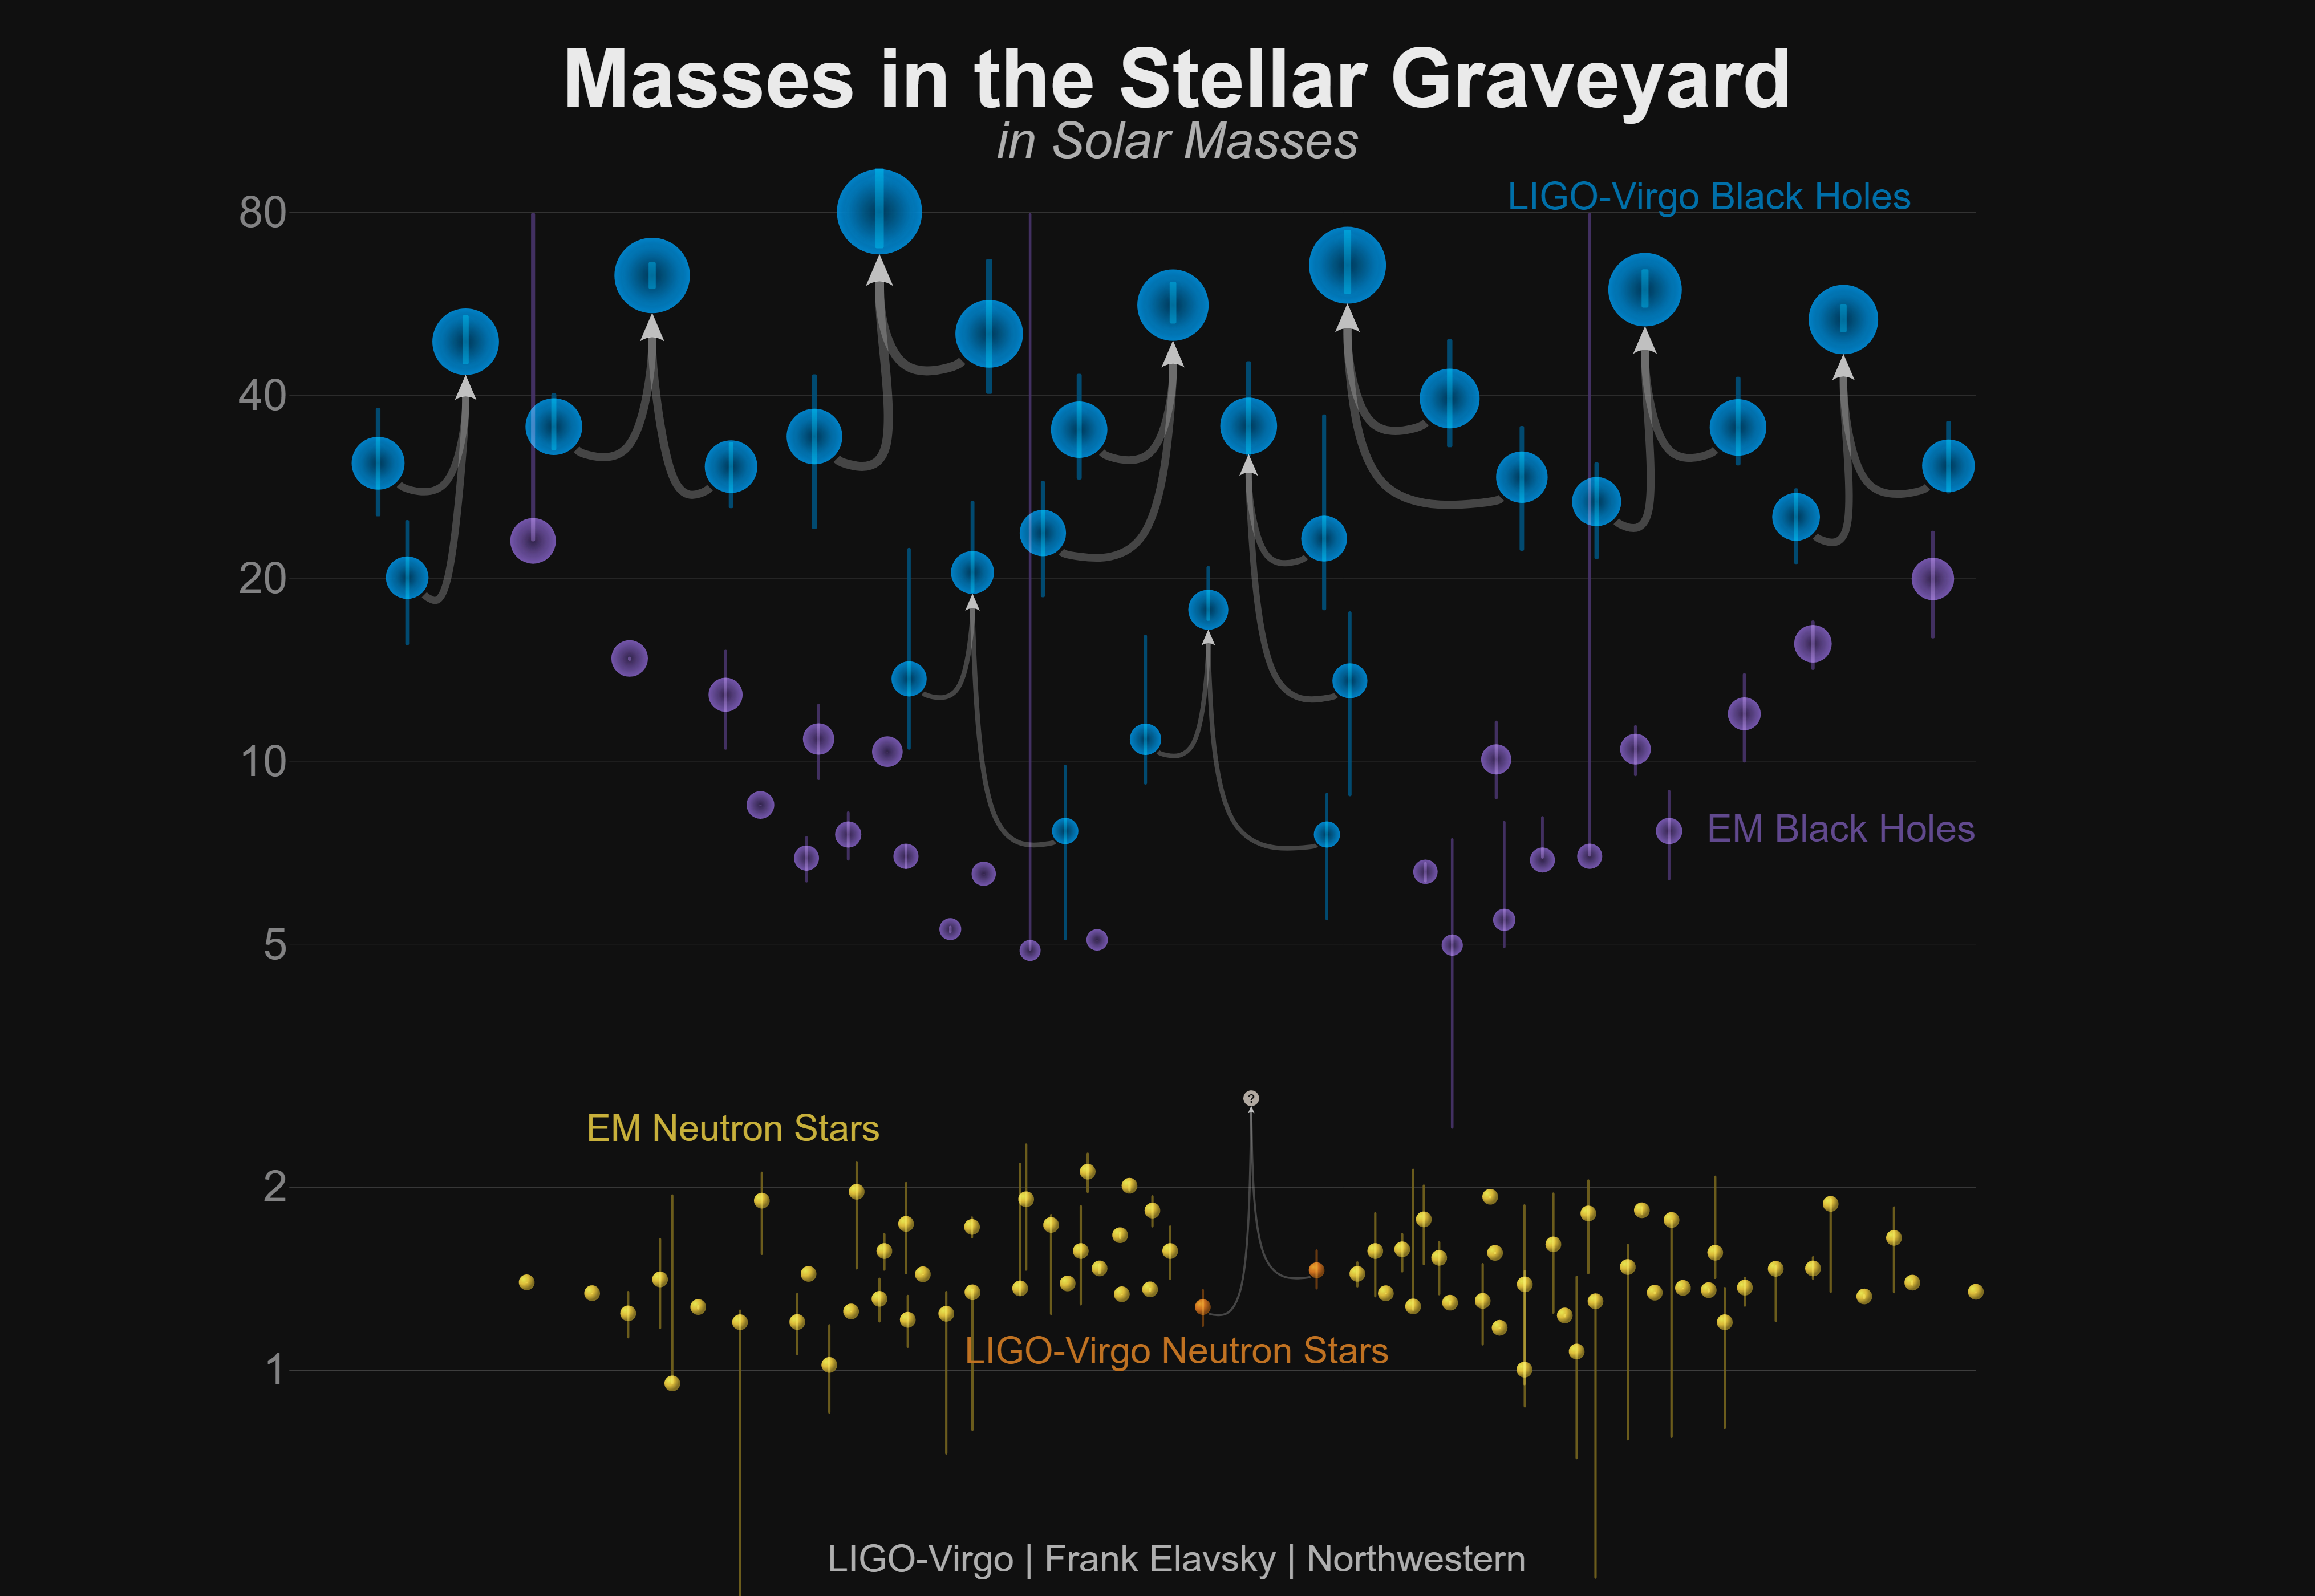 Masses in the Stellar Graveyard
in Solar Masses
LIGO-Virgo Black Holes
80
40
20
10
EM Black Holes
5
?
EM Neutron Stars
2
LIGO-Virgo Neutron Stars
1
LIGO-Virgo | Frank Elavsky | Northwestern